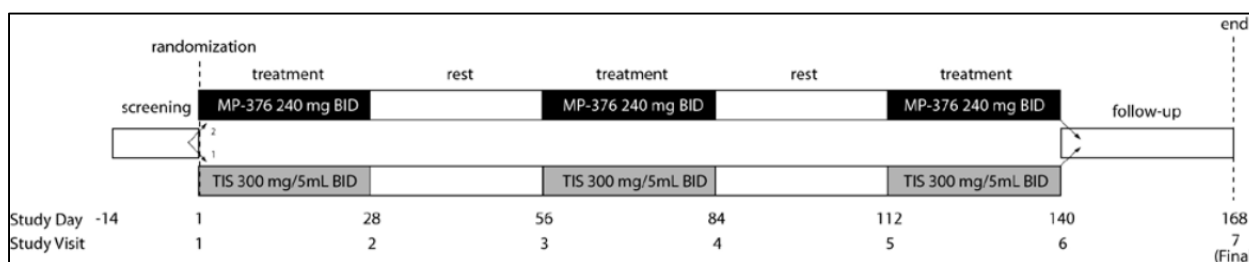 end
randomization
treatment rest treatment rest treatment
screening MP-376 240 mg BID MP-376 240 mg BID MP-376 240 mg BID follow-up
2
1
TIS 300 mg/5mL BID TIS 300 mg/5mL BID TIS 300 mg/5mL BID
Study Day -14 1 28 56 84 112 140 168
Study Visit 1 2 3 4 5 6 7
(Final